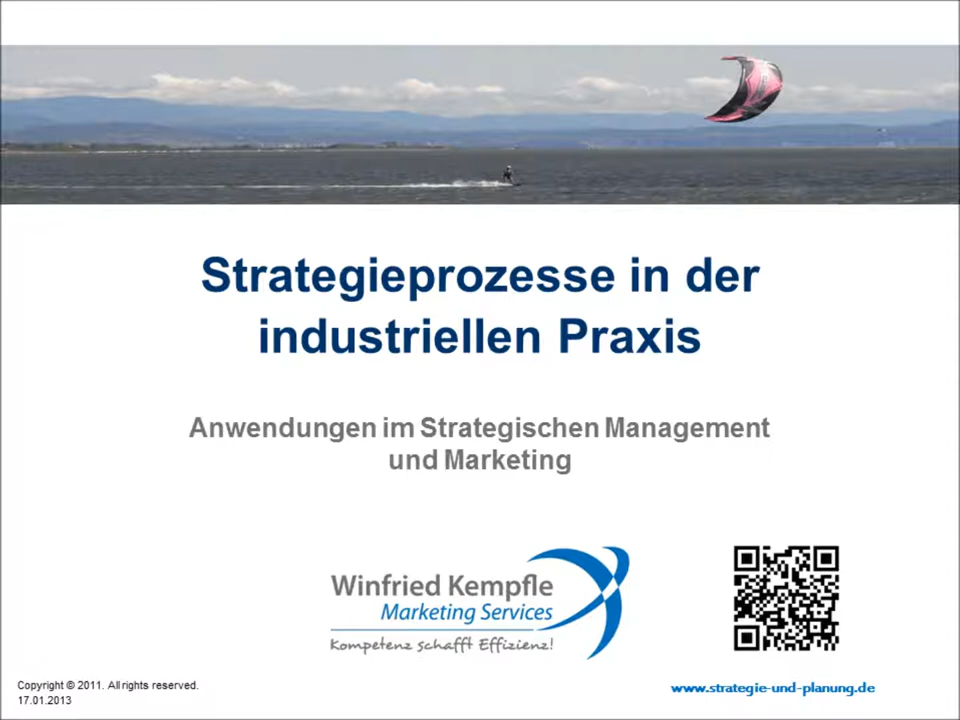 Strategieprozesse in der
industriellen Praxis
Anwendungen im Strategischen Management
und Marketing
Winfried Kempfle
Marketing Services
Kompetenz schafft Effizienz!
Copyright © 2011. All rights reserved.
17.01.2013
www.strategie-und-planung.de